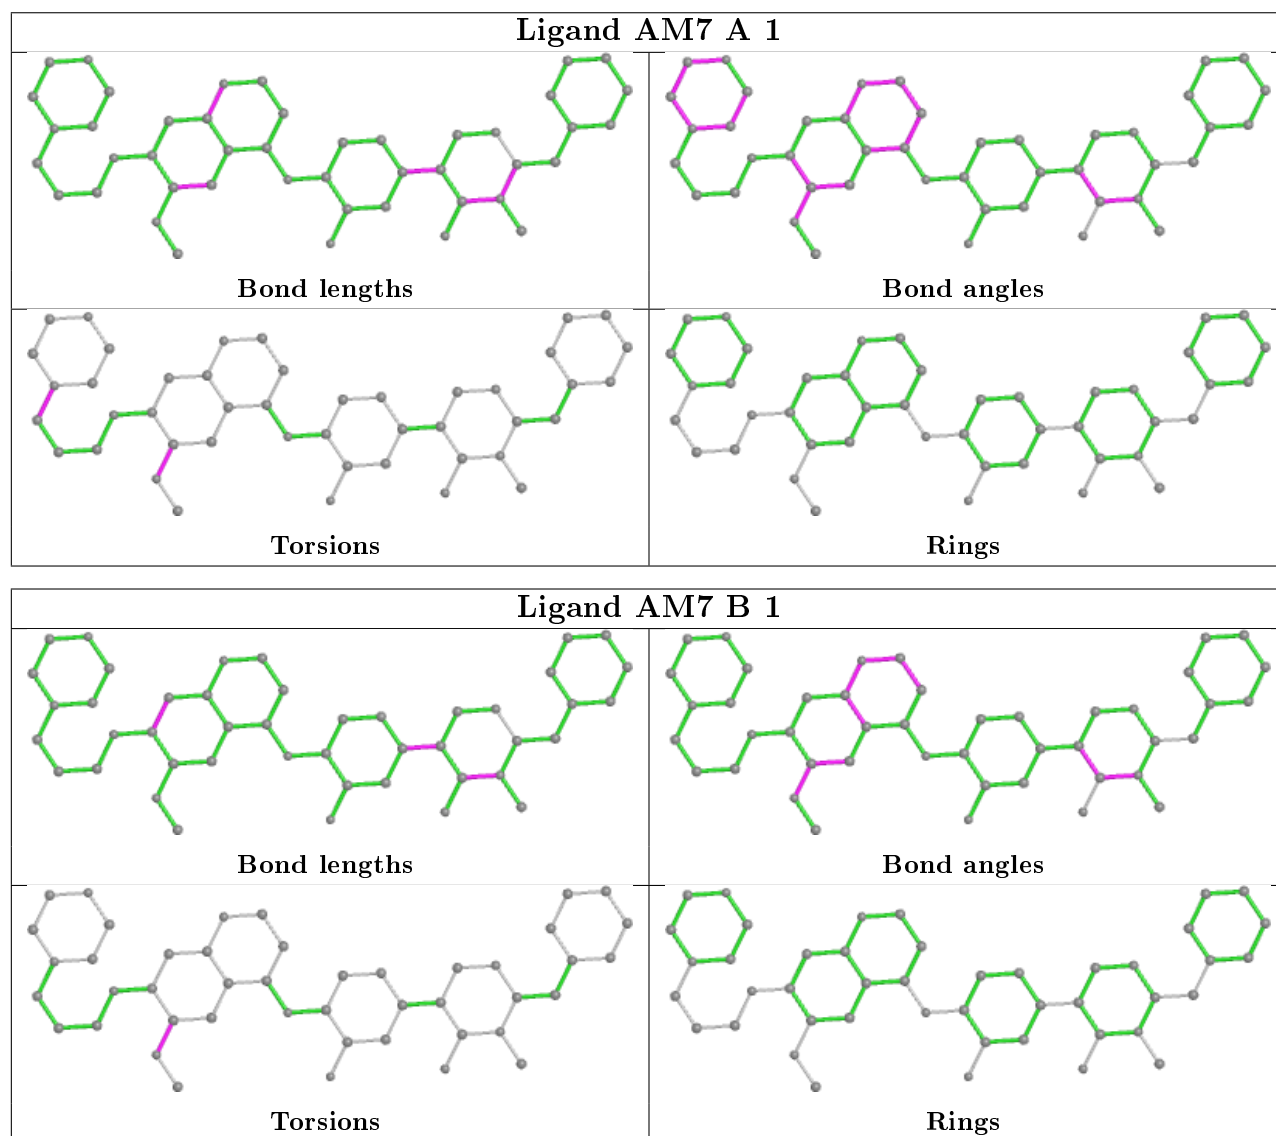 Ligand AM7 A 1
Bond lengths
Bond angles
Torsions
Rings
Ligand AM7 B 1
Bond lengths
Bond angles
Torsions
Rings